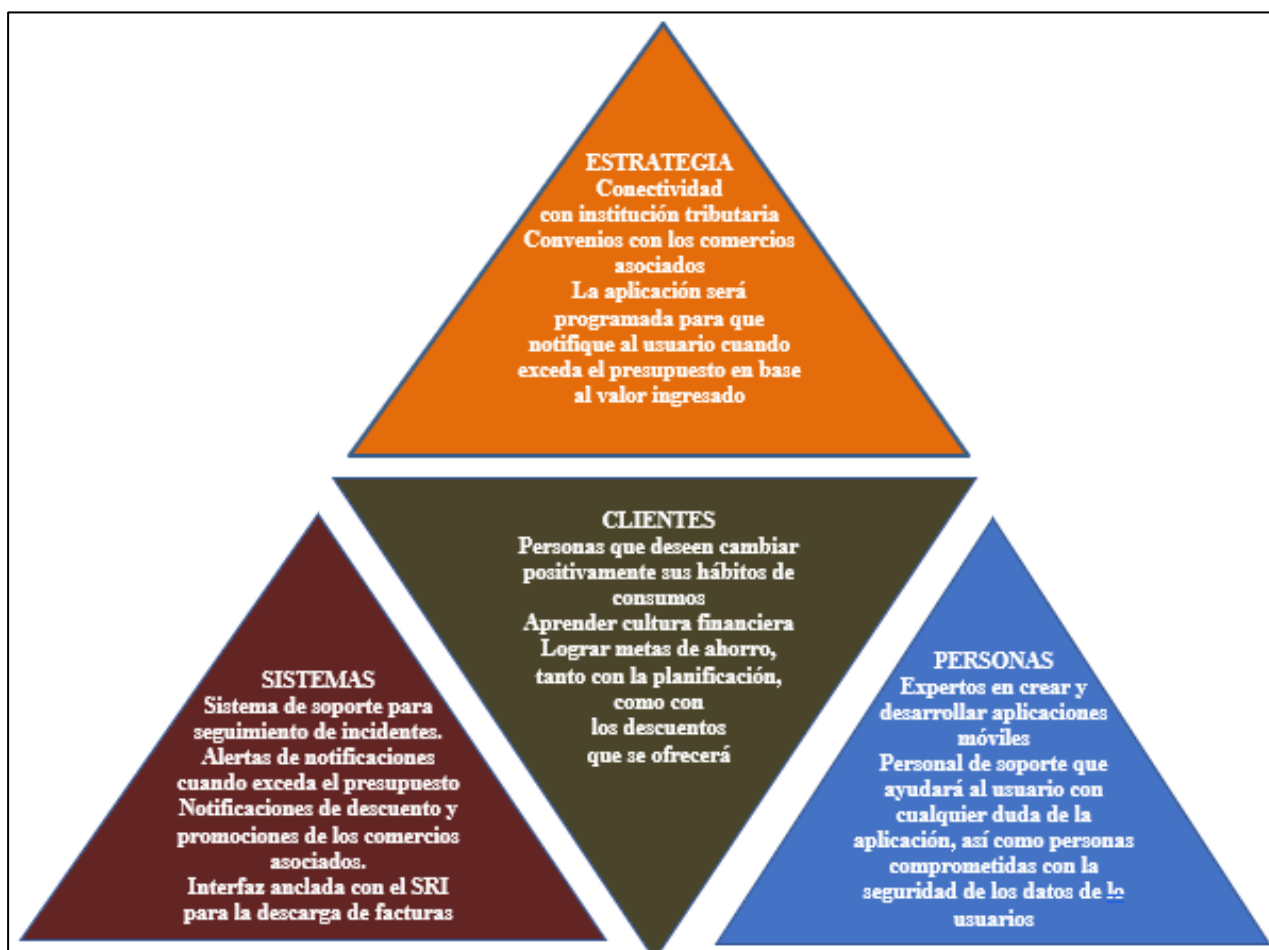 ESTRATEGIA
Conectividad
con institución tributaria
Convenios con los comercios
asociados
La aplicación será
programada para que
notifique al usuario cuando
exceda el presupuesto en base
al valor ingresado
CLIENTES
Personas que deseen cambiar
positivamente sus hábitos de
consumos
Aprender cultura financiera
Lograr metas de ahorro,
tanto con la planificación,
como con
los descuentos
que se ofrecerá
SISTEMAS
Sistema de soporte para
seguimiento de incidentes.
Alertas de notificaciones
cuando exceda el presupuesto
Notificaciones de descuento y
promociones de los comercios
asociados.
Interfaz anclada con el SRI
para la descarga de facturas
PERSONAS
Expertos en crear y
desarrollar aplicaciones
móviles
Personal de soporte que
ayudará al usuario con
cualquier duda de la
aplicación, así como personas
comprometidas con la
seguridad de los datos de lo
usuarios